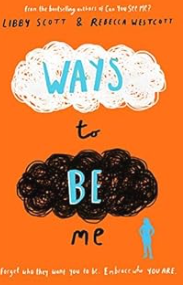 from the bestselling authors of Can You SEE ME?
LIBBY SCOTT & REBECCA WESTCOTT
WAYS
to
BE
me
Forget who they want you to be. Embrace who YOU ARE.